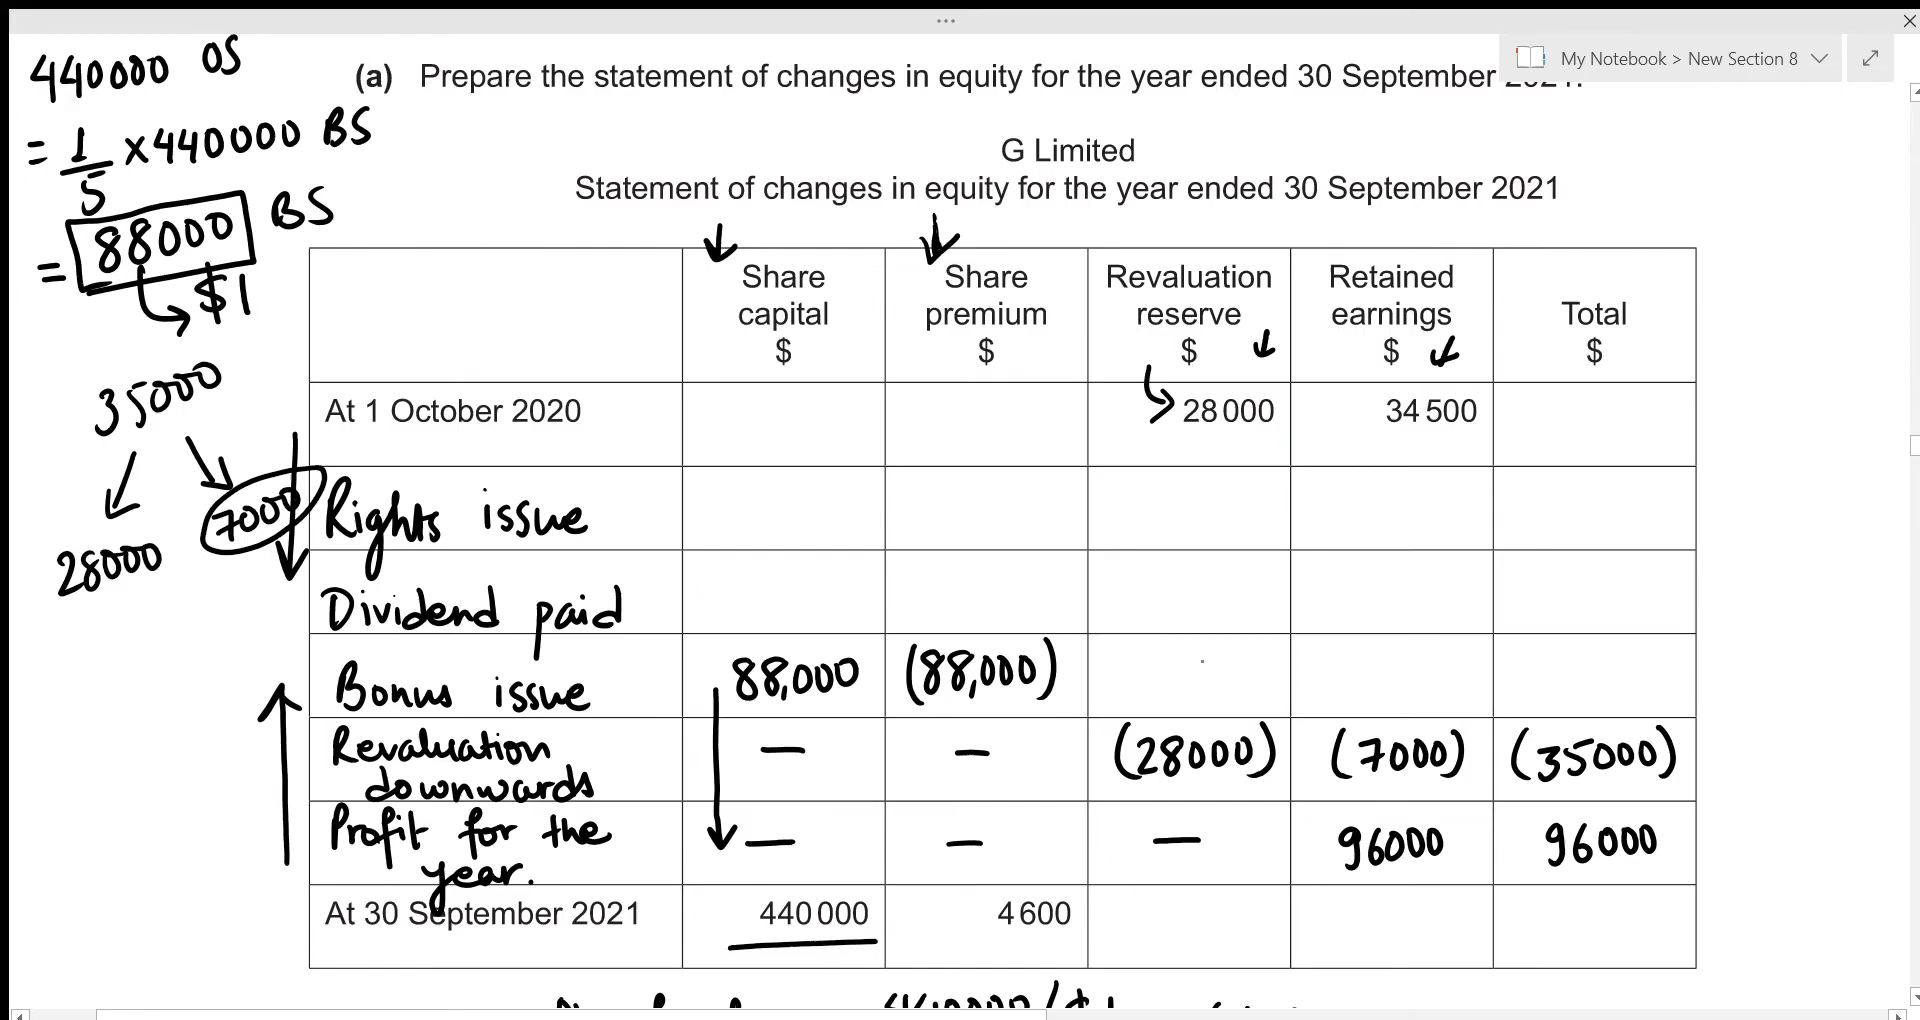 My Notebook > New Section 8
440000 OS
= 1/5 × 440000 BS
= 88000 BS
$1
35000
28000 7000
(a) Prepare the statement of changes in equity for the year ended 30 September
G Limited
Statement of changes in equity for the year ended 30 September 2021
Share capital $ Share premium $ Revaluation reserve $ Retained earnings $ Total $
At 1 October 2020 28 000 34 500
Rights issue
Dividend paid
Bonus issue 88,000 (88,000)
Revaluation downwards — — (28000) (7000) (35000)
Profit for the year. — — — 96000 96000
At 30 September 2021 440 000 4 600